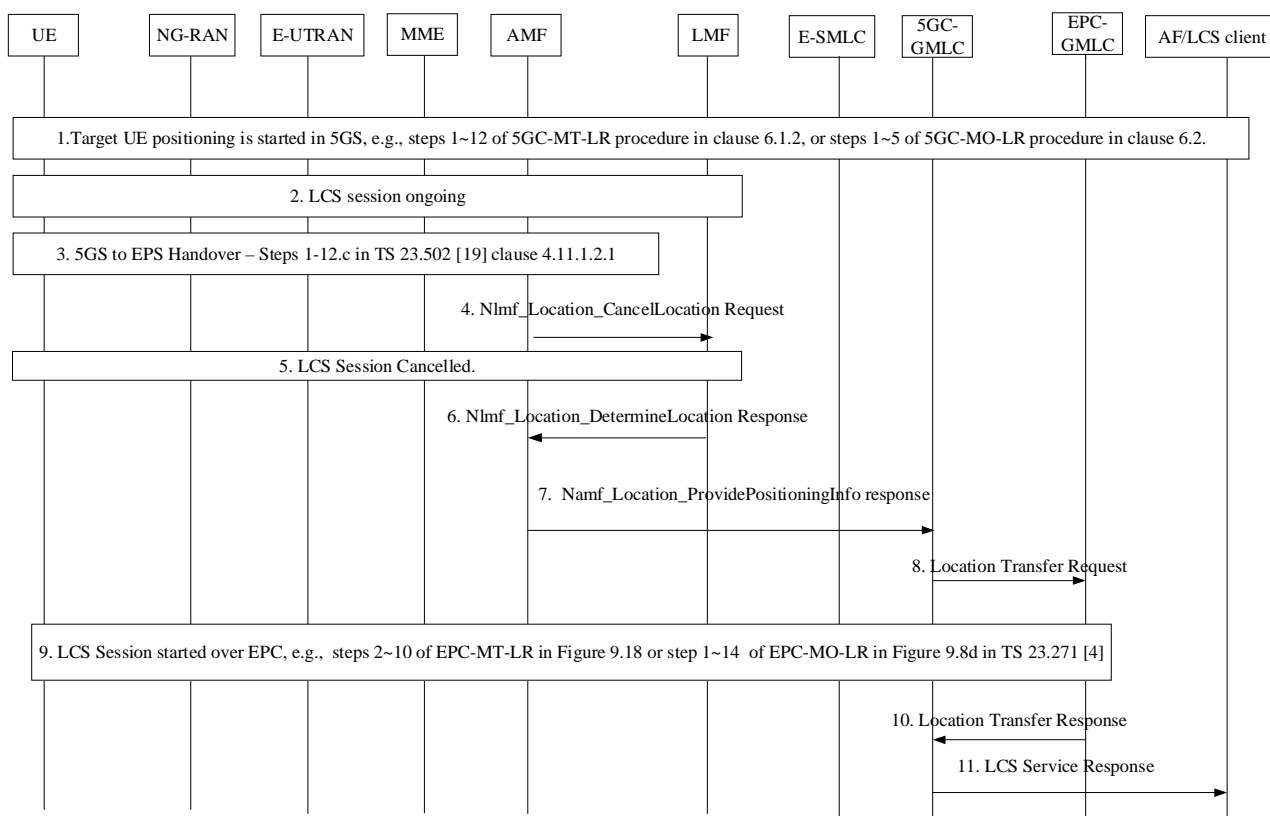 UE
NG-RAN
E-UTRAN
MME
AMF
LMF
E-SMLC
5GC-
GMLC
EPC-
GMLC
AF/LCS client
1.Target UE positioning is started in 5GS, e.g., steps 1~12 of 5GC-MT-LR procedure in clause 6.1.2, or steps 1~5 of 5GC-MO-LR procedure in clause 6.2.
2. LCS session ongoing
3. 5GS to EPS Handover – Steps 1-12.c in TS 23.502 [19] clause 4.11.1.2.1
4. Nlmf_Location_CancelLocation Request
5. LCS Session Cancelled.
6. Nlmf_Location_DetermineLocation Response
7. Namf_Location_ProvidePositioningInfo response
8. Location Transfer Request
9. LCS Session started over EPC, e.g., steps 2~10 of EPC-MT-LR in Figure 9.18 or step 1~14 of EPC-MO-LR in Figure 9.8d in TS 23.271 [4]
10. Location Transfer Response
11. LCS Service Response